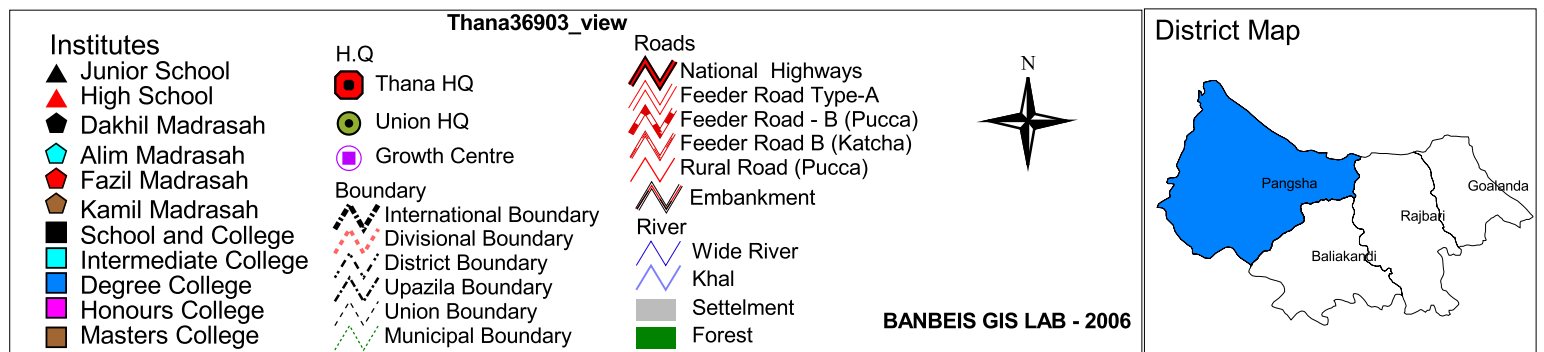 Thana36903_view
Institutes
Junior School
High School
Dakhil Madrasah
Alim Madrasah
Fazil Madrasah
Kamil Madrasah
School and College
Intermediate College
Degree College
Honours College
Masters College
H.Q
Thana HQ
Union HQ
Growth Centre
Boundary
International Boundary
Divisional Boundary
District Boundary
Upazila Boundary
Union Boundary
Municipal Boundary
Roads
National Highways
Feeder Road Type-A
Feeder Road - B (Pucca)
Feeder Road B (Katcha)
Rural Road (Pucca)
Embankment
River
Wide River
Khal
Settelment
Forest
N
BANBEIS GIS LAB - 2006
District Map
Pangsha
Goalanda
Rajbari
Baliakandi